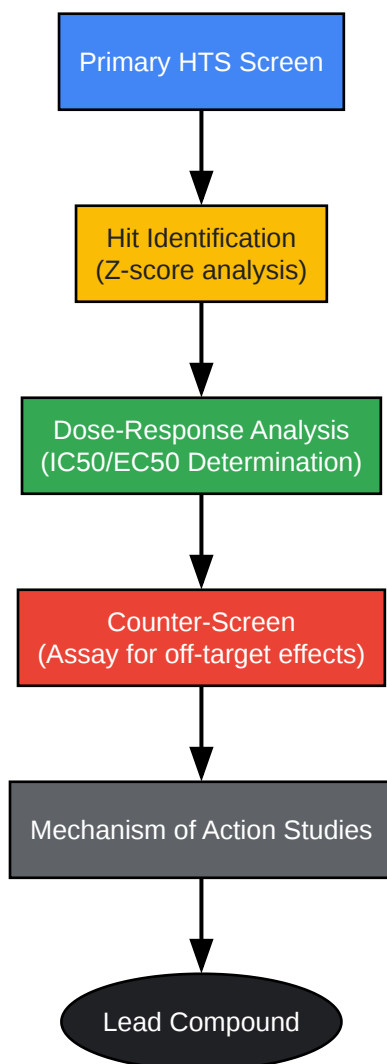 Primary HTS Screen
Hit Identification
(Z-score analysis)
Dose-Response Analysis
(IC50/EC50 Determination)
Counter-Screen
(Assay for off-target effects)
Mechanism of Action Studies
Lead Compound